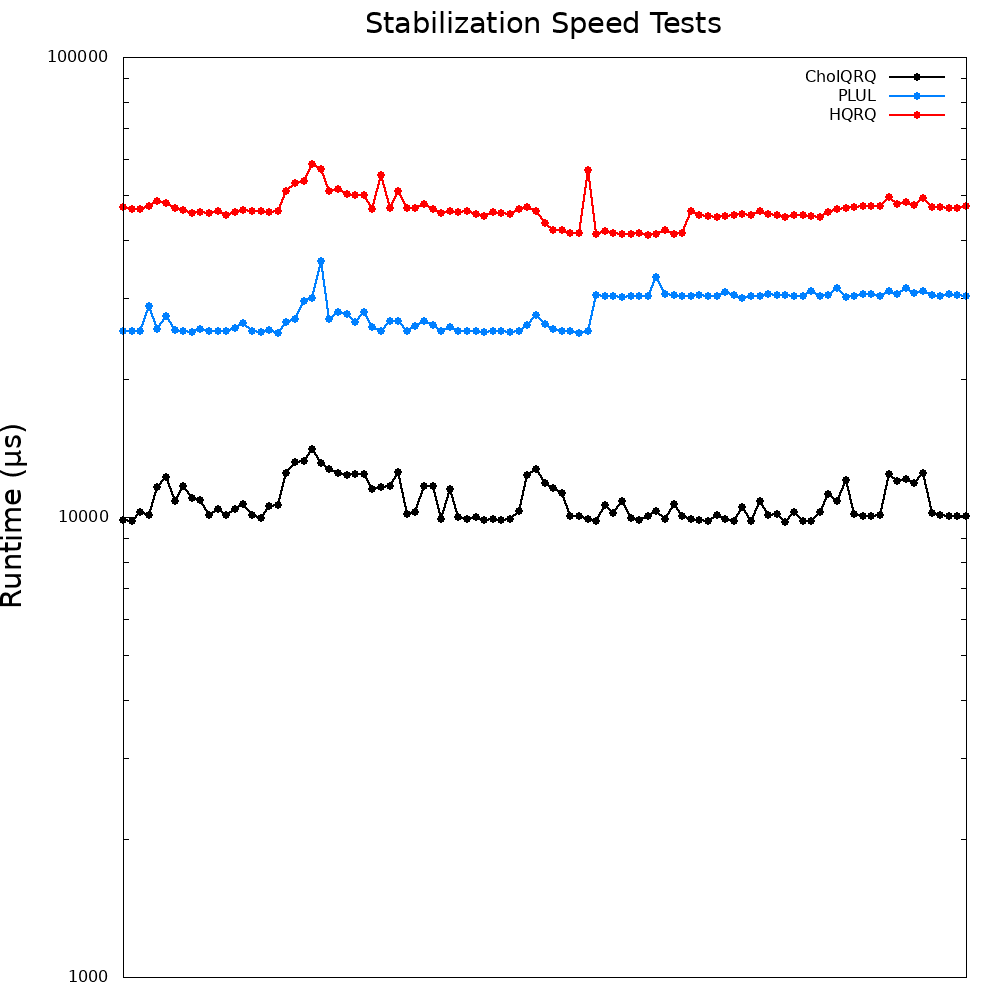 Stabilization Speed Tests
100000
CholQRQ
PLUL
HQRQ
10000
Runtime (µs)
1000